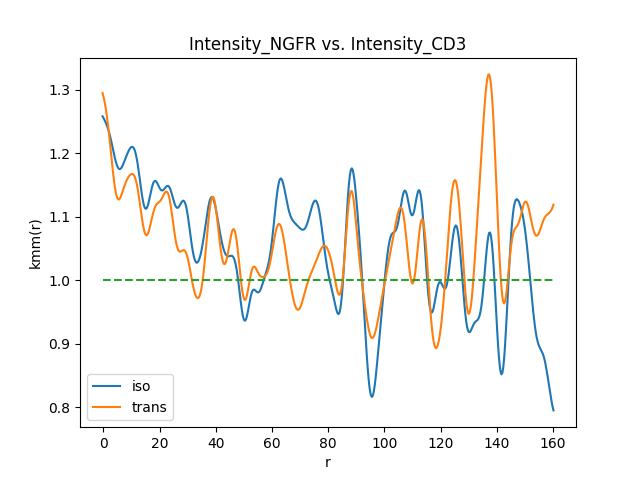 Intensity_NGFR vs. Intensity_CD3
kmm(r)
1.3
1.2
1.1
1.0
0.9
0.8
iso
trans
0 20 40 60 80 100 120 140 160
r